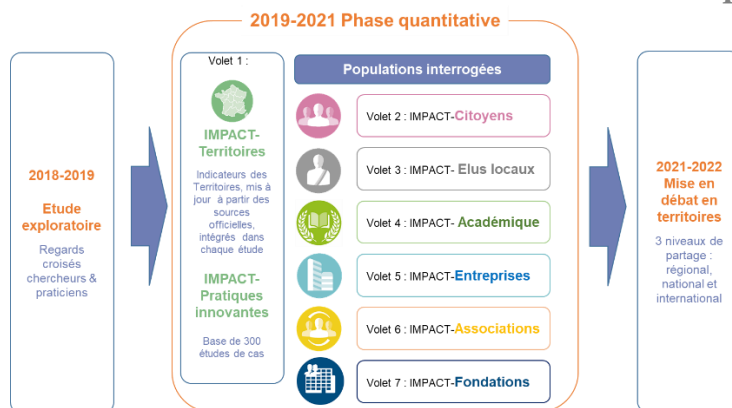 2019-2021 Phase quantitative
2018-2019
Etude
exploratoire
Regards
croisés
chercheurs &
praticiens
Volet 1 :
IMPACT-
Territoires
Indicateurs des
Territoires, mis à
jour à partir des
sources
officielles,
intégrés dans
chaque étude
IMPACT-
Pratiques
innovantes
Base de 300
études de cas
Populations interrogées
Volet 2 : IMPACT-Citoyens
Volet 3 : IMPACT- Elus locaux
Volet 4 : IMPACT- Académique
Volet 5 : IMPACT-Entreprises
Volet 6 : IMPACT-Associations
Volet 7 : IMPACT-Fondations
2021-2022
Mise en
débat en
territoires
3 niveaux de
partage :
régional,
national et
international